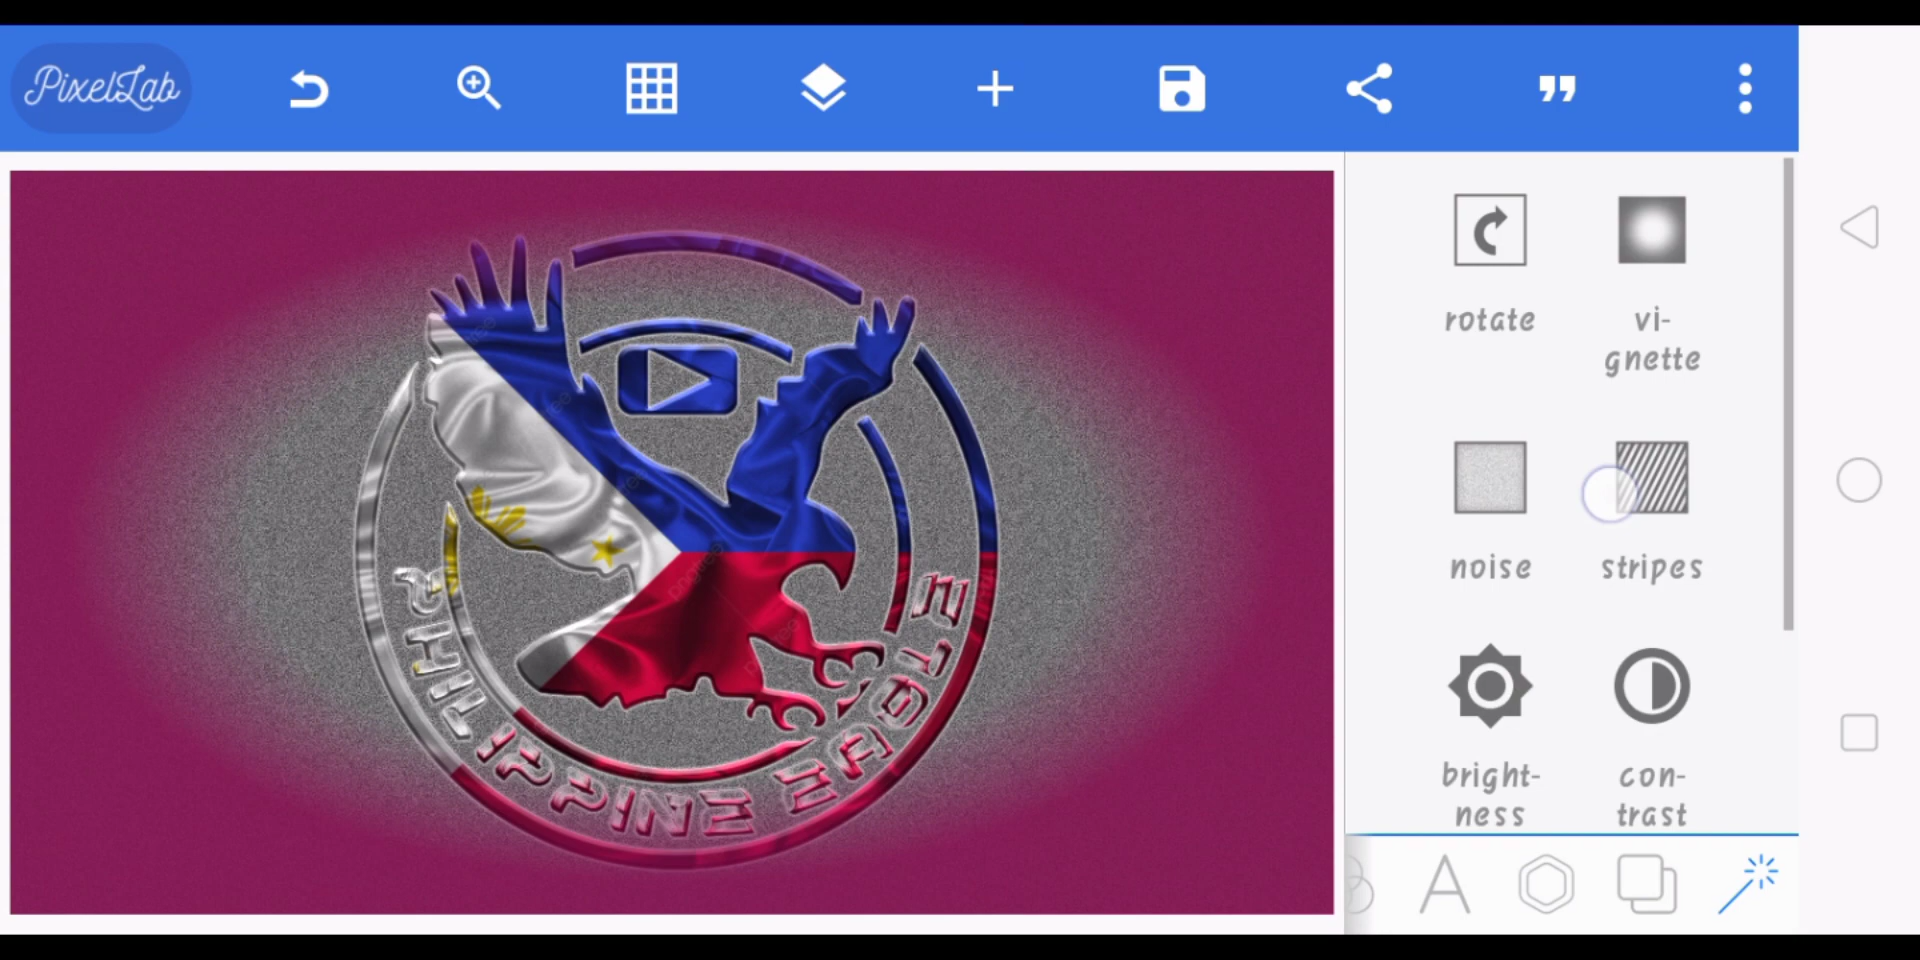 PixelLab
rotate
vi-
gnette
noise
stripes
bright-
ness
con-
trast
PHILIPPINE EAGLE